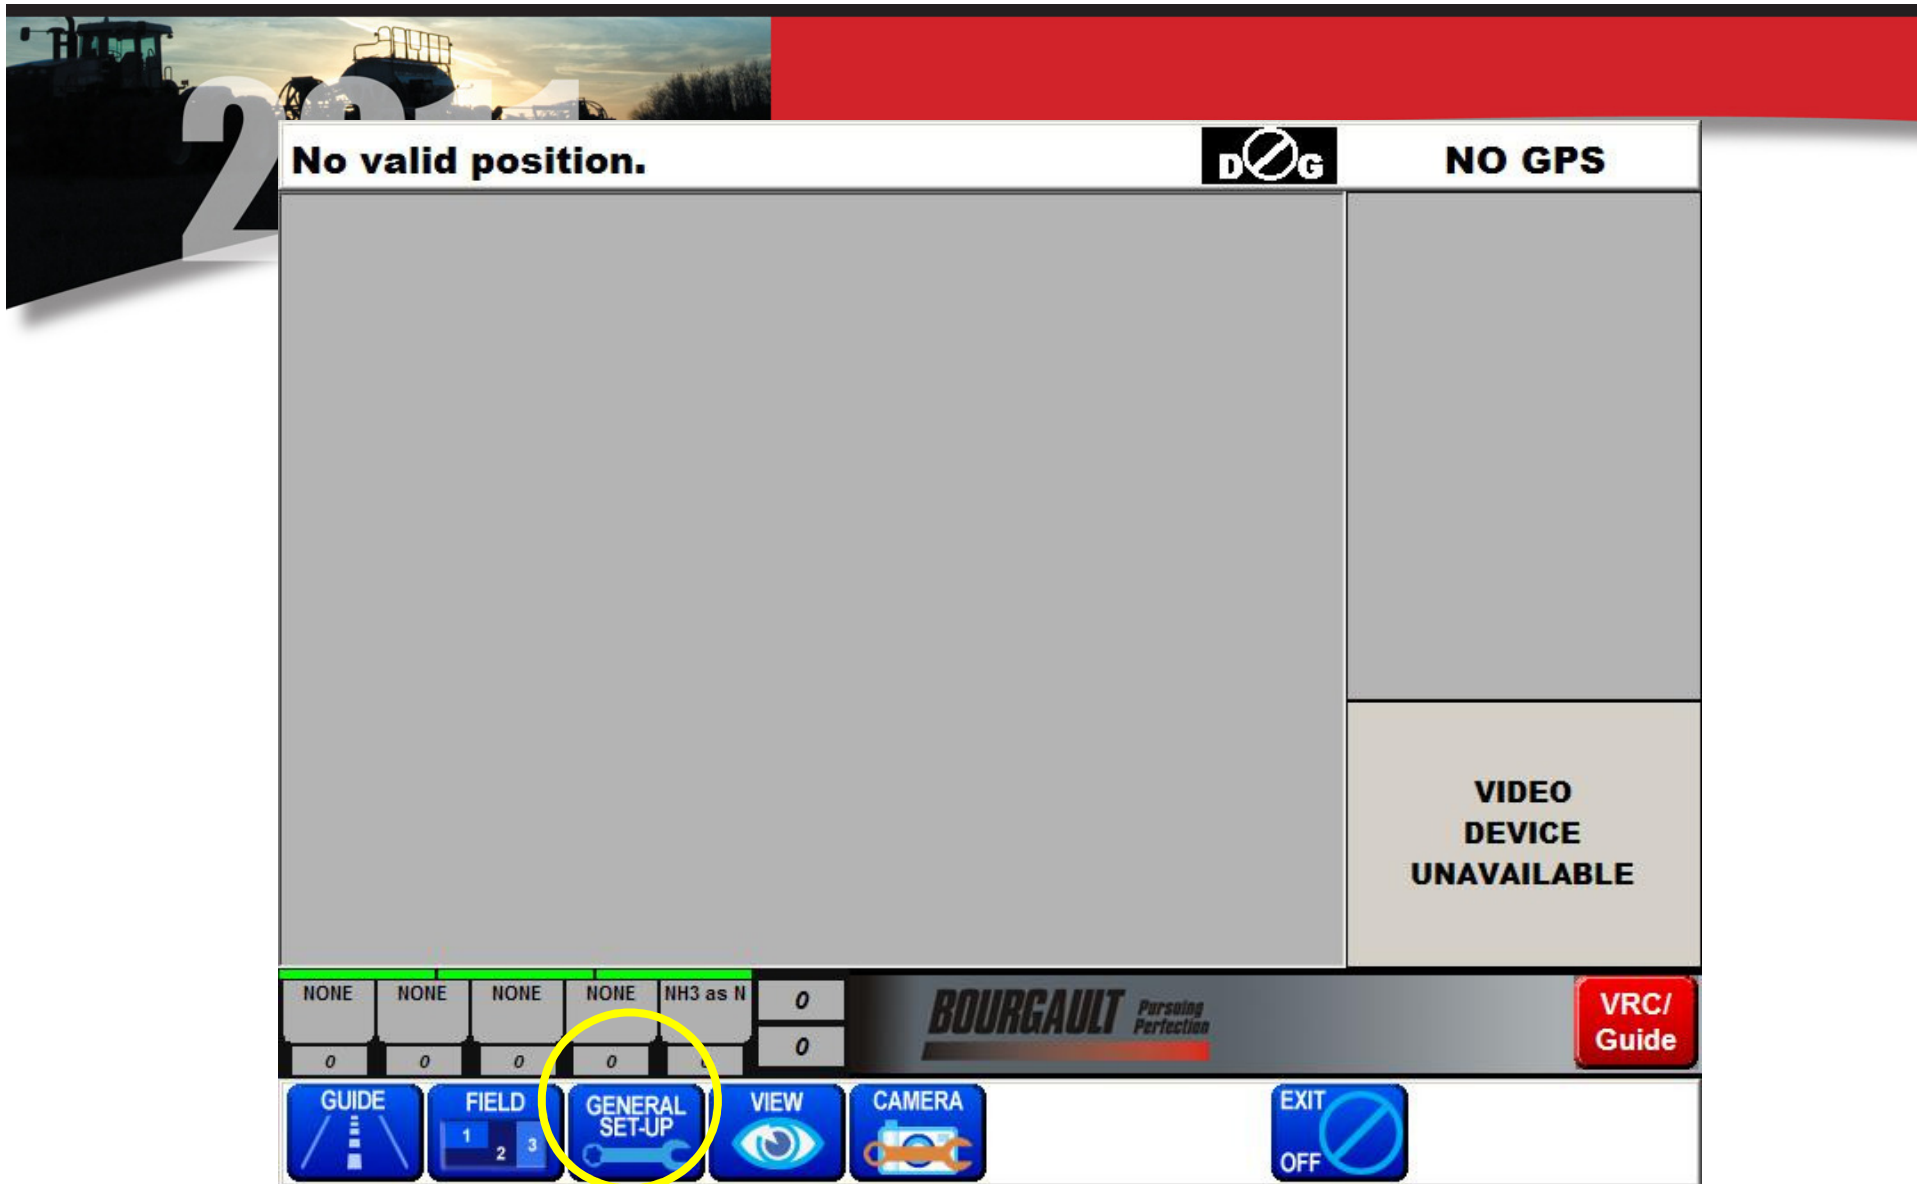 2011
No valid position.
D G
NO GPS
VIDEO
DEVICE
UNAVAILABLE
NONE NONE NONE NONE NH3 as N 0
0 0 0 0 0
BOURGAULT Pursuing
Perfection
VRC/
Guide
GUIDE
FIELD
1 2 3
GENERAL
SET-UP
VIEW
CAMERA
EXIT
OFF